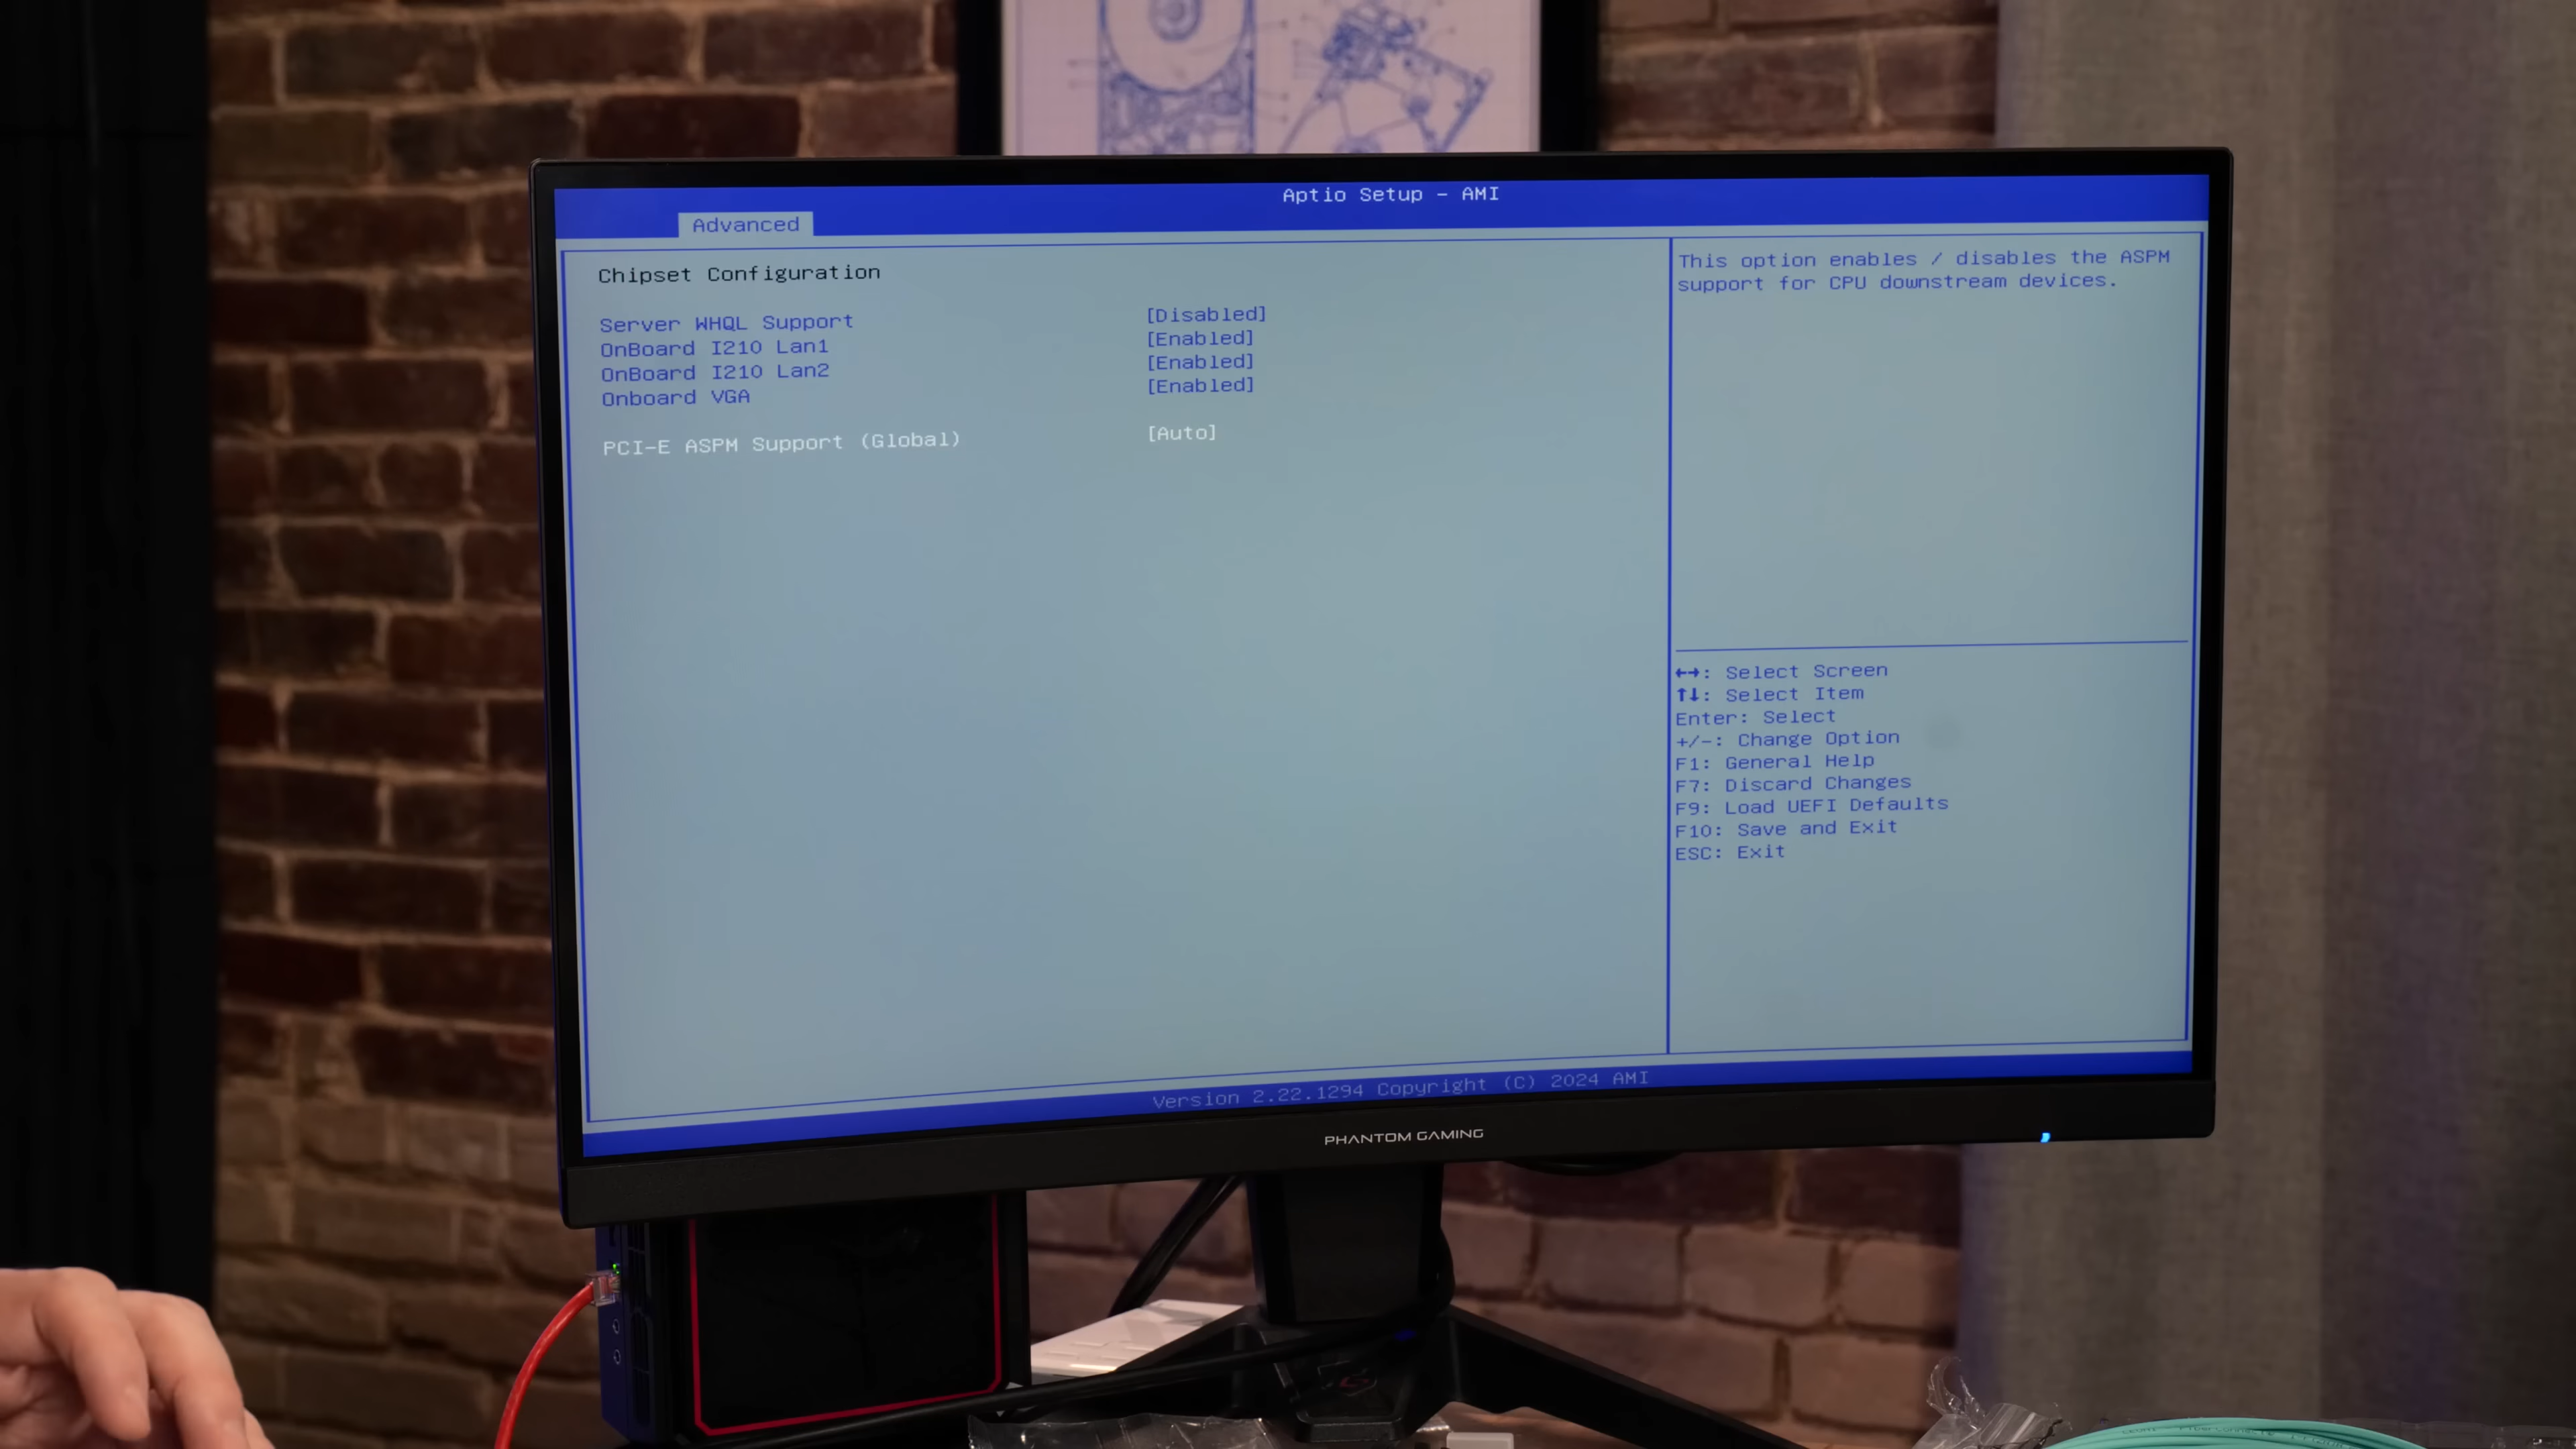 Aptio Setup – AMI
Advanced
Chipset Configuration
Server WHQL Support [Disabled]
OnBoard I210 Lan1 [Enabled]
OnBoard I210 Lan2 [Enabled]
Onboard VGA [Enabled]
PCI-E ASPM Support (Global) [Auto]
This option enables / disables the ASPM
support for CPU downstream devices.
↔: Select Screen
↑↓: Select Item
Enter: Select
+/-: Change Option
F1: General Help
F7: Discard Changes
F9: Load UEFI Defaults
F10: Save and Exit
ESC: Exit
Version 2.22.1294 Copyright (C) 2024 AMI
PHANTOM GAMING